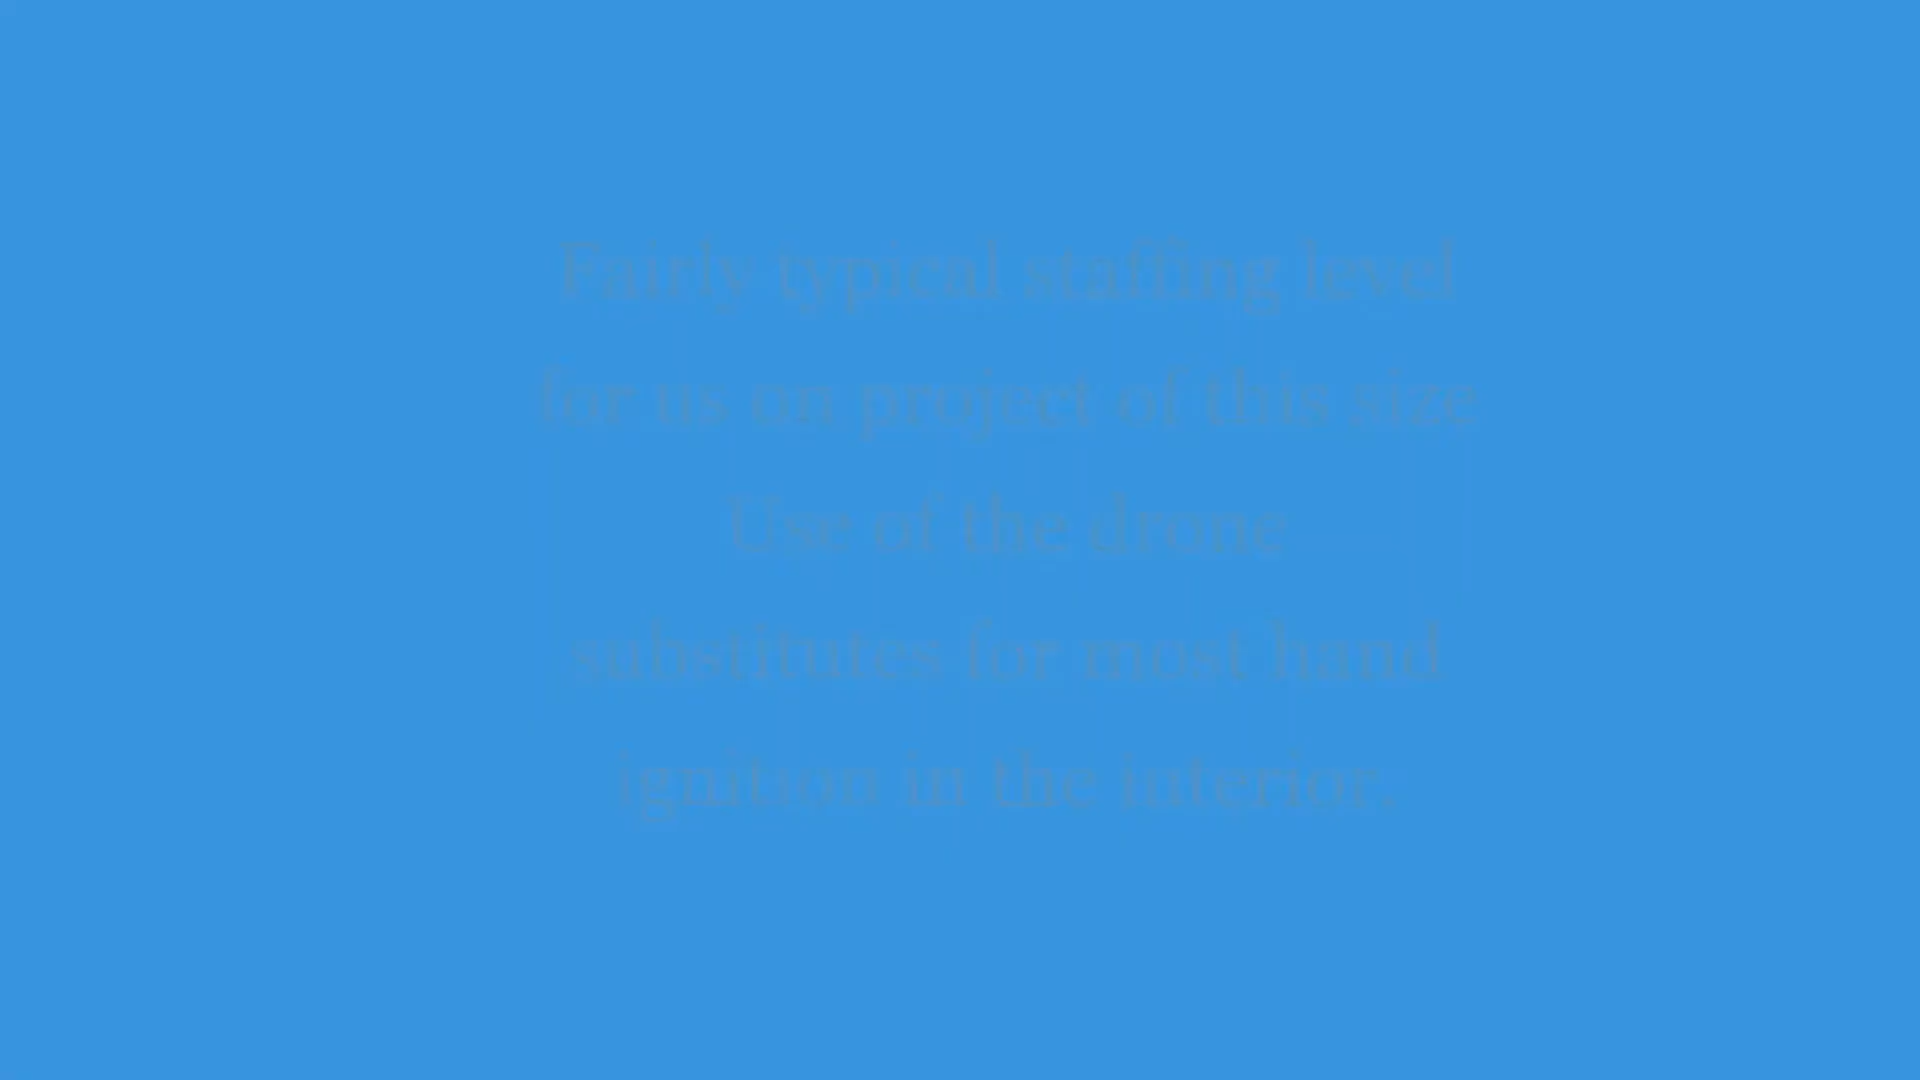 Fairly typical staffing level
for us on project of this size
Use of the drone
substitutes for most hand
ignition in the interior.